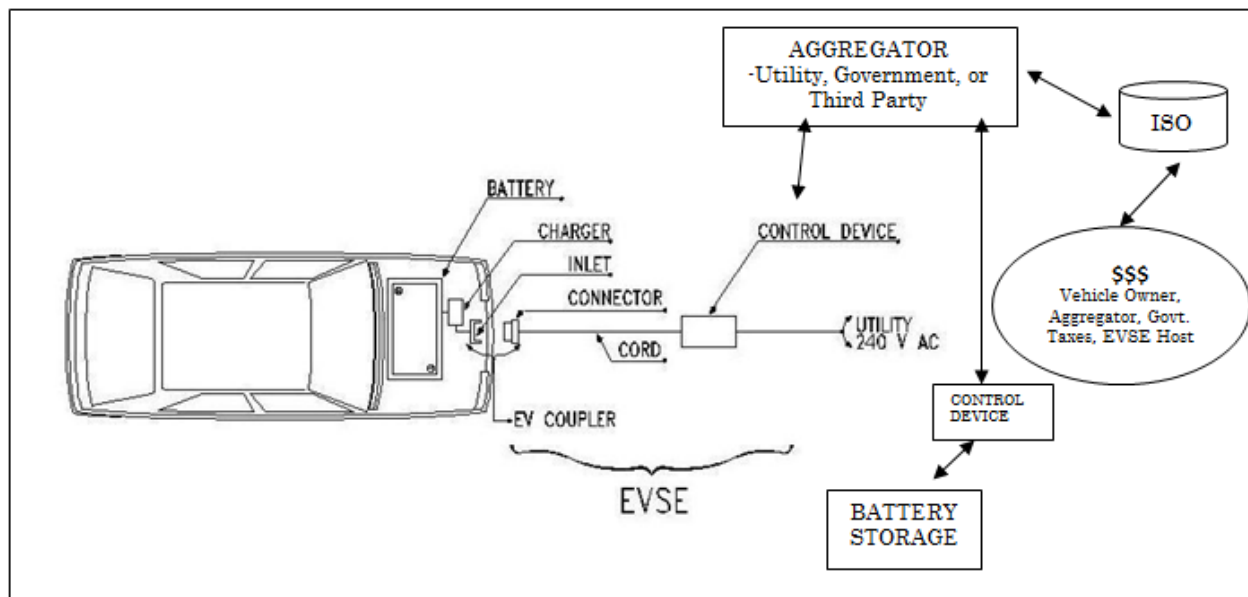 AGGREGATOR
-Utility, Government, or
Third Party
ISO
BATTERY
CHARGER
INLET
CONNECTOR
CORD
CONTROL DEVICE
UTILITY
240 V AC
EV COUPLER
EVSE
$$$
Vehicle Owner,
Aggregator, Govt.
Taxes, EVSE Host
CONTROL
DEVICE
BATTERY
STORAGE